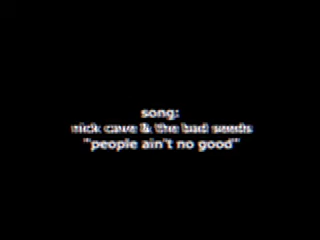 song:
nick cave & the bad seeds
"people ain't no good"